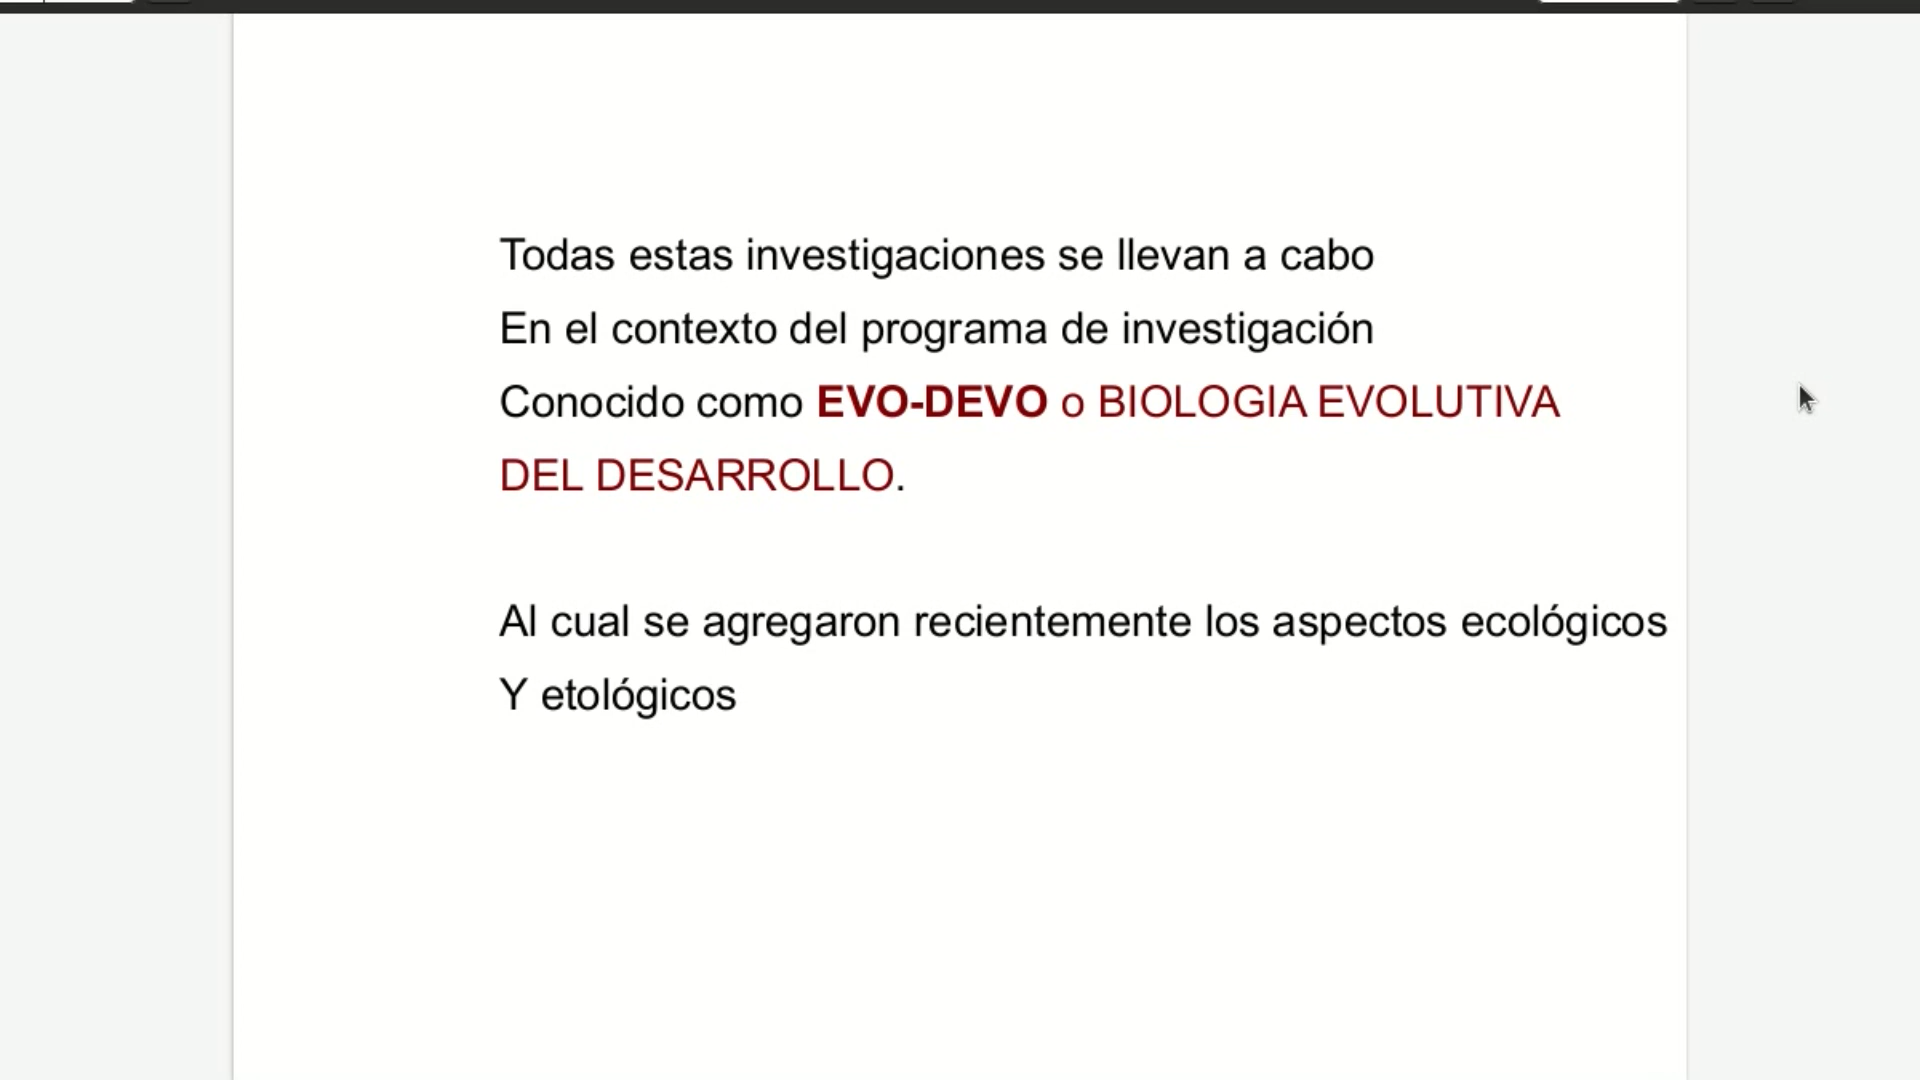 Todas estas investigaciones se llevan a cabo
En el contexto del programa de investigación
Conocido como EVO-DEVO o BIOLOGIA EVOLUTIVA
DEL DESARROLLO.
Al cual se agregaron recientemente los aspectos ecológicos
Y etológicos